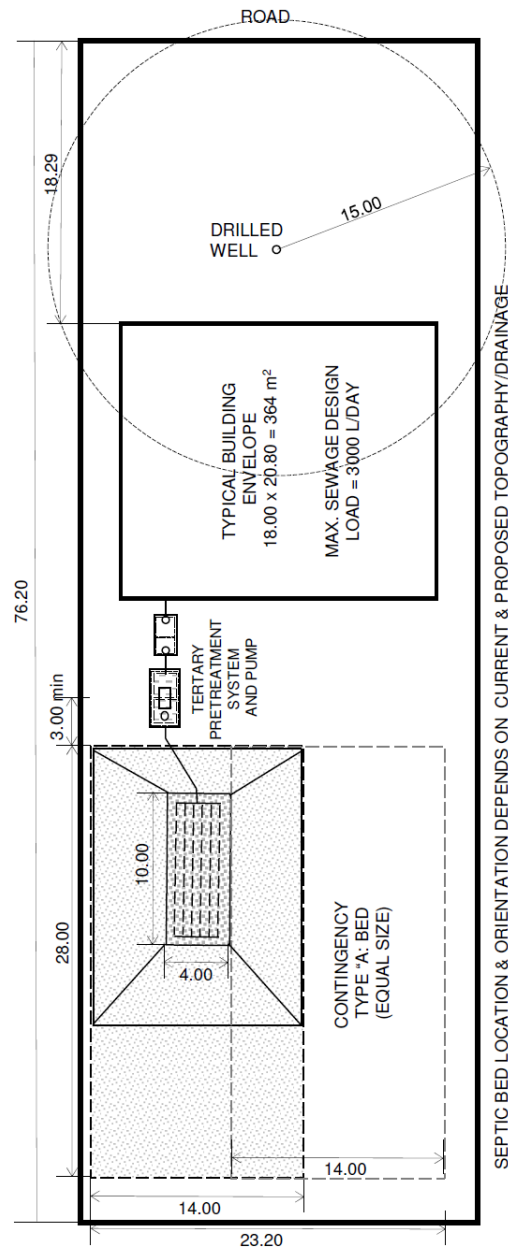 ROAD
18.29
15.00
DRILLED
WELL
TYPICAL BUILDING
ENVELOPE
18.00 x 20.80 = 364 m²
MAX. SEWAGE DESIGN
LOAD = 3000 L/DAY
76.20
TERTIARY
PRETREATMENT
SYSTEM
AND PUMP
3.00 min
28.00
10.00
4.00
CONTINGENCY
TYPE "A: BED
(EQUAL SIZE)
14.00
14.00
23.20
SEPTIC BED LOCATION & ORIENTATION DEPENDS ON CURRENT & PROPOSED TOPOGRAPHY/DRAINAGE